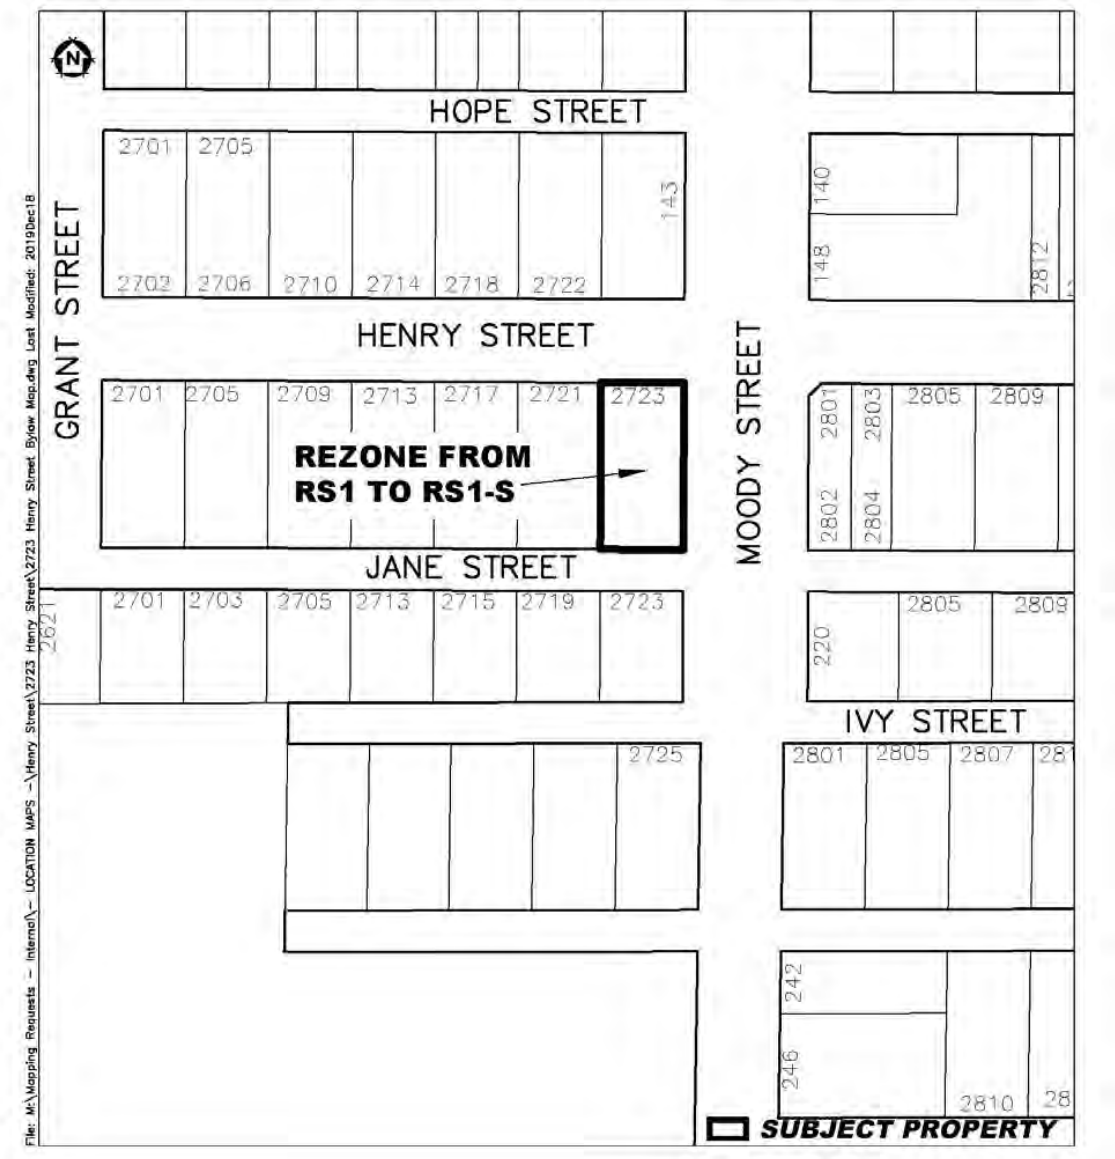 N
HOPE STREET
2701 2705
143
140
148
2812
2702 2706 2710 2714 2718 2722
GRANT STREET
HENRY STREET
MOODY STREET
2701 2705 2709 2713 2717 2721 2723
2801 2803 2805 2809
2802 2804
REZONE FROM
RS1 TO RS1-S
JANE STREET
2621
2701 2703 2705 2713 2715 2719 2723
220
2805 2809
IVY STREET
2725
2801 2805 2807 281
242
246
2810 28
SUBJECT PROPERTY
File: M:\Mapping Requests - Internal\- LOCATION MAPS -\Henry Street\2723 Henry Street\2723 Henry Street Bylaw Map.dwg Last Modified: 2019Dec18